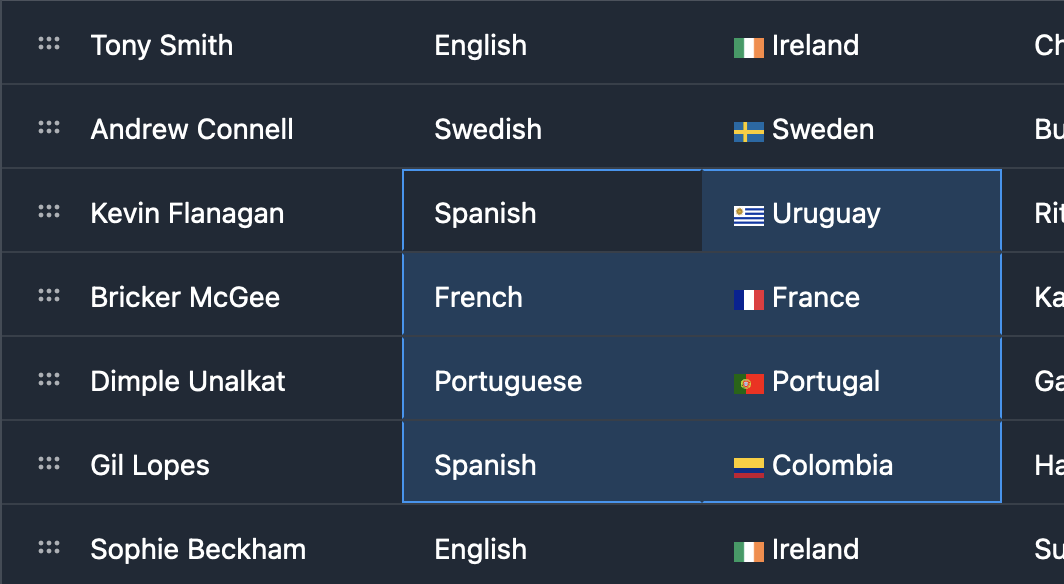 Tony Smith English Ireland Ch
Andrew Connell Swedish Sweden Bu
Kevin Flanagan Spanish Uruguay Rit
Bricker McGee French France Ka
Dimple Unalkat Portuguese Portugal Ga
Gil Lopes Spanish Colombia Ha
Sophie Beckham English Ireland Su